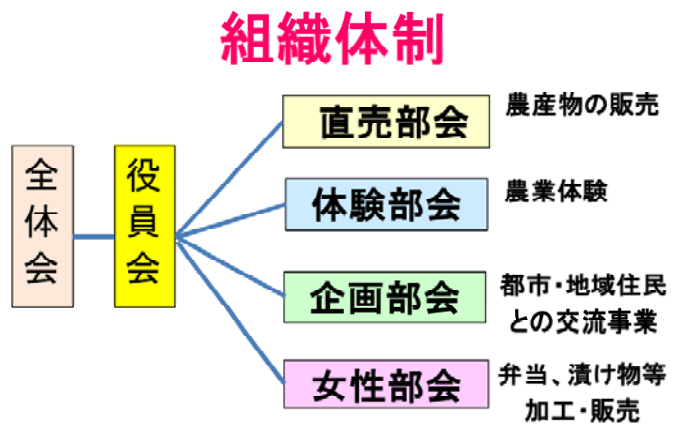 組織体制
全体会
役員会
直売部会
農産物の販売
体験部会
農業体験
企画部会
都市・地域住民
との交流事業
女性部会
弁当、漬け物等
加工・販売